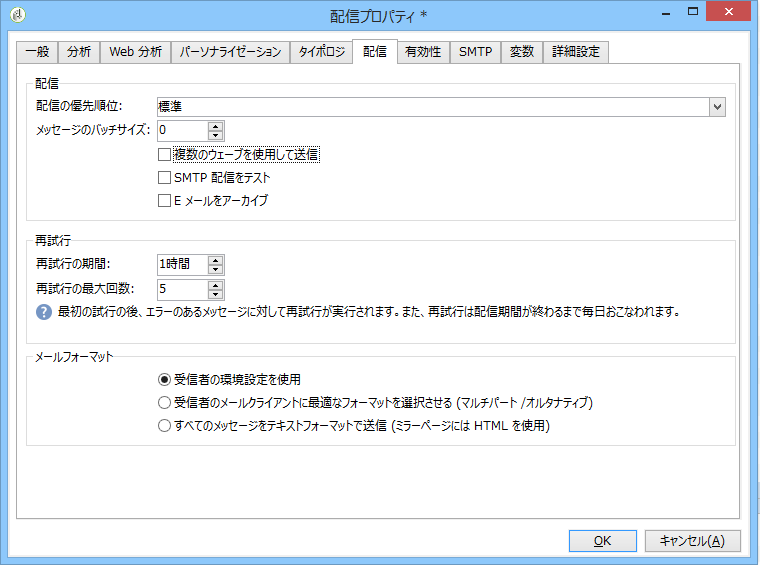 配信プロパティ *
一般 分析 Web 分析 パーソナライゼーション タイポロジ 配信 有効性 SMTP 変数 詳細設定
配信
配信の優先順位: 標準
メッセージのバッチサイズ: 0
複数のウェーブを使用して送信
SMTP 配信をテスト
E メールをアーカイブ
再試行
再試行の期間: 1時間
再試行の最大回数: 5
最初の試行の後、エラーのあるメッセージに対して再試行が実行されます。また、再試行は配信期間が終わるまで毎日おこなわれます。
メールフォーマット
受信者の環境設定を使用
受信者のメールクライアントに最適なフォーマットを選択させる (マルチパート /オルタナティブ)
すべてのメッセージをテキストフォーマットで送信 (ミラーページには HTML を使用)
OK キャンセル(A)